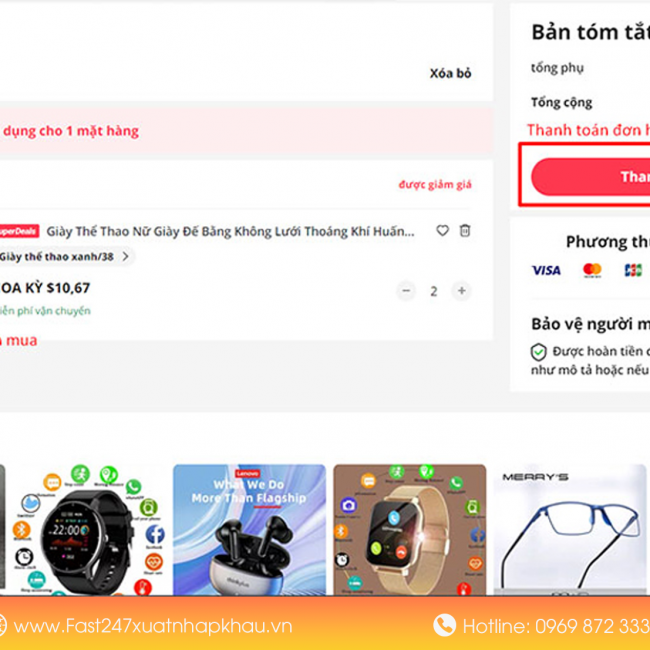 Xóa bỏ
dụng cho 1 mặt hàng
được giảm giá
SuperDeals Giày Thể Thao Nữ Giày Đế Bằng Không Lưới Thoáng Khí Huấn...
Giày thể thao xanh/38
OA KỲ $10,67
2
iễn phí vận chuyển
mua
Bản tóm tắt
tổng phụ
Tổng cộng
Thanh toán đơn h
Than
Phương thứ
VISA
JCB
Bảo vệ người m
Được hoàn tiền
như mô tả hoặc nếu
22:00
Lenovo
What We Do
More Than Flagship
MERRY'S
www.Fast247xuatnhapkhau.vn
Hotline: 0969 872 333